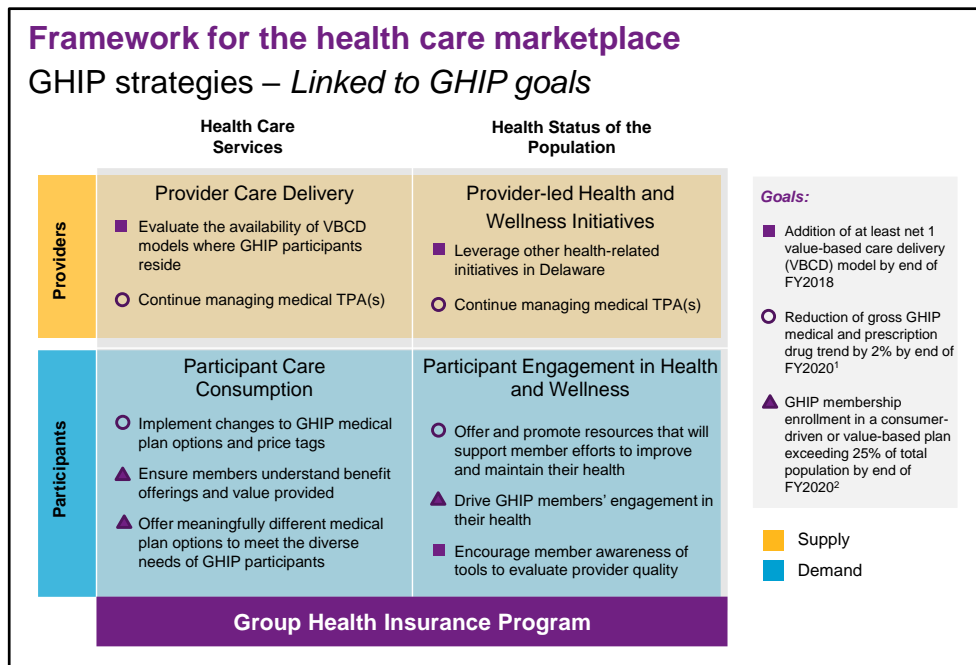 Framework for the health care marketplace
GHIP strategies – Linked to GHIP goals
Health Care
Services
Health Status of the
Population
Providers
Provider Care Delivery
Evaluate the availability of VBCD
models where GHIP participants
reside
Continue managing medical TPA(s)
Provider-led Health and
Wellness Initiatives
Leverage other health-related
initiatives in Delaware
Continue managing medical TPA(s)
Participants
Participant Care
Consumption
Implement changes to GHIP medical
plan options and price tags
Ensure members understand benefit
offerings and value provided
Offer meaningfully different medical
plan options to meet the diverse
needs of GHIP participants
Participant Engagement in Health
and Wellness
Offer and promote resources that will
support member efforts to improve
and maintain their health
Drive GHIP members’ engagement in
their health
Encourage member awareness of
tools to evaluate provider quality
Group Health Insurance Program
Goals:
Addition of at least net 1
value-based care delivery
(VBCD) model by end of
FY2018
Reduction of gross GHIP
medical and prescription
drug trend by 2% by end of
FY2020¹
GHIP membership
enrollment in a consumer-
driven or value-based plan
exceeding 25% of total
population by end of
FY2020²
Supply
Demand